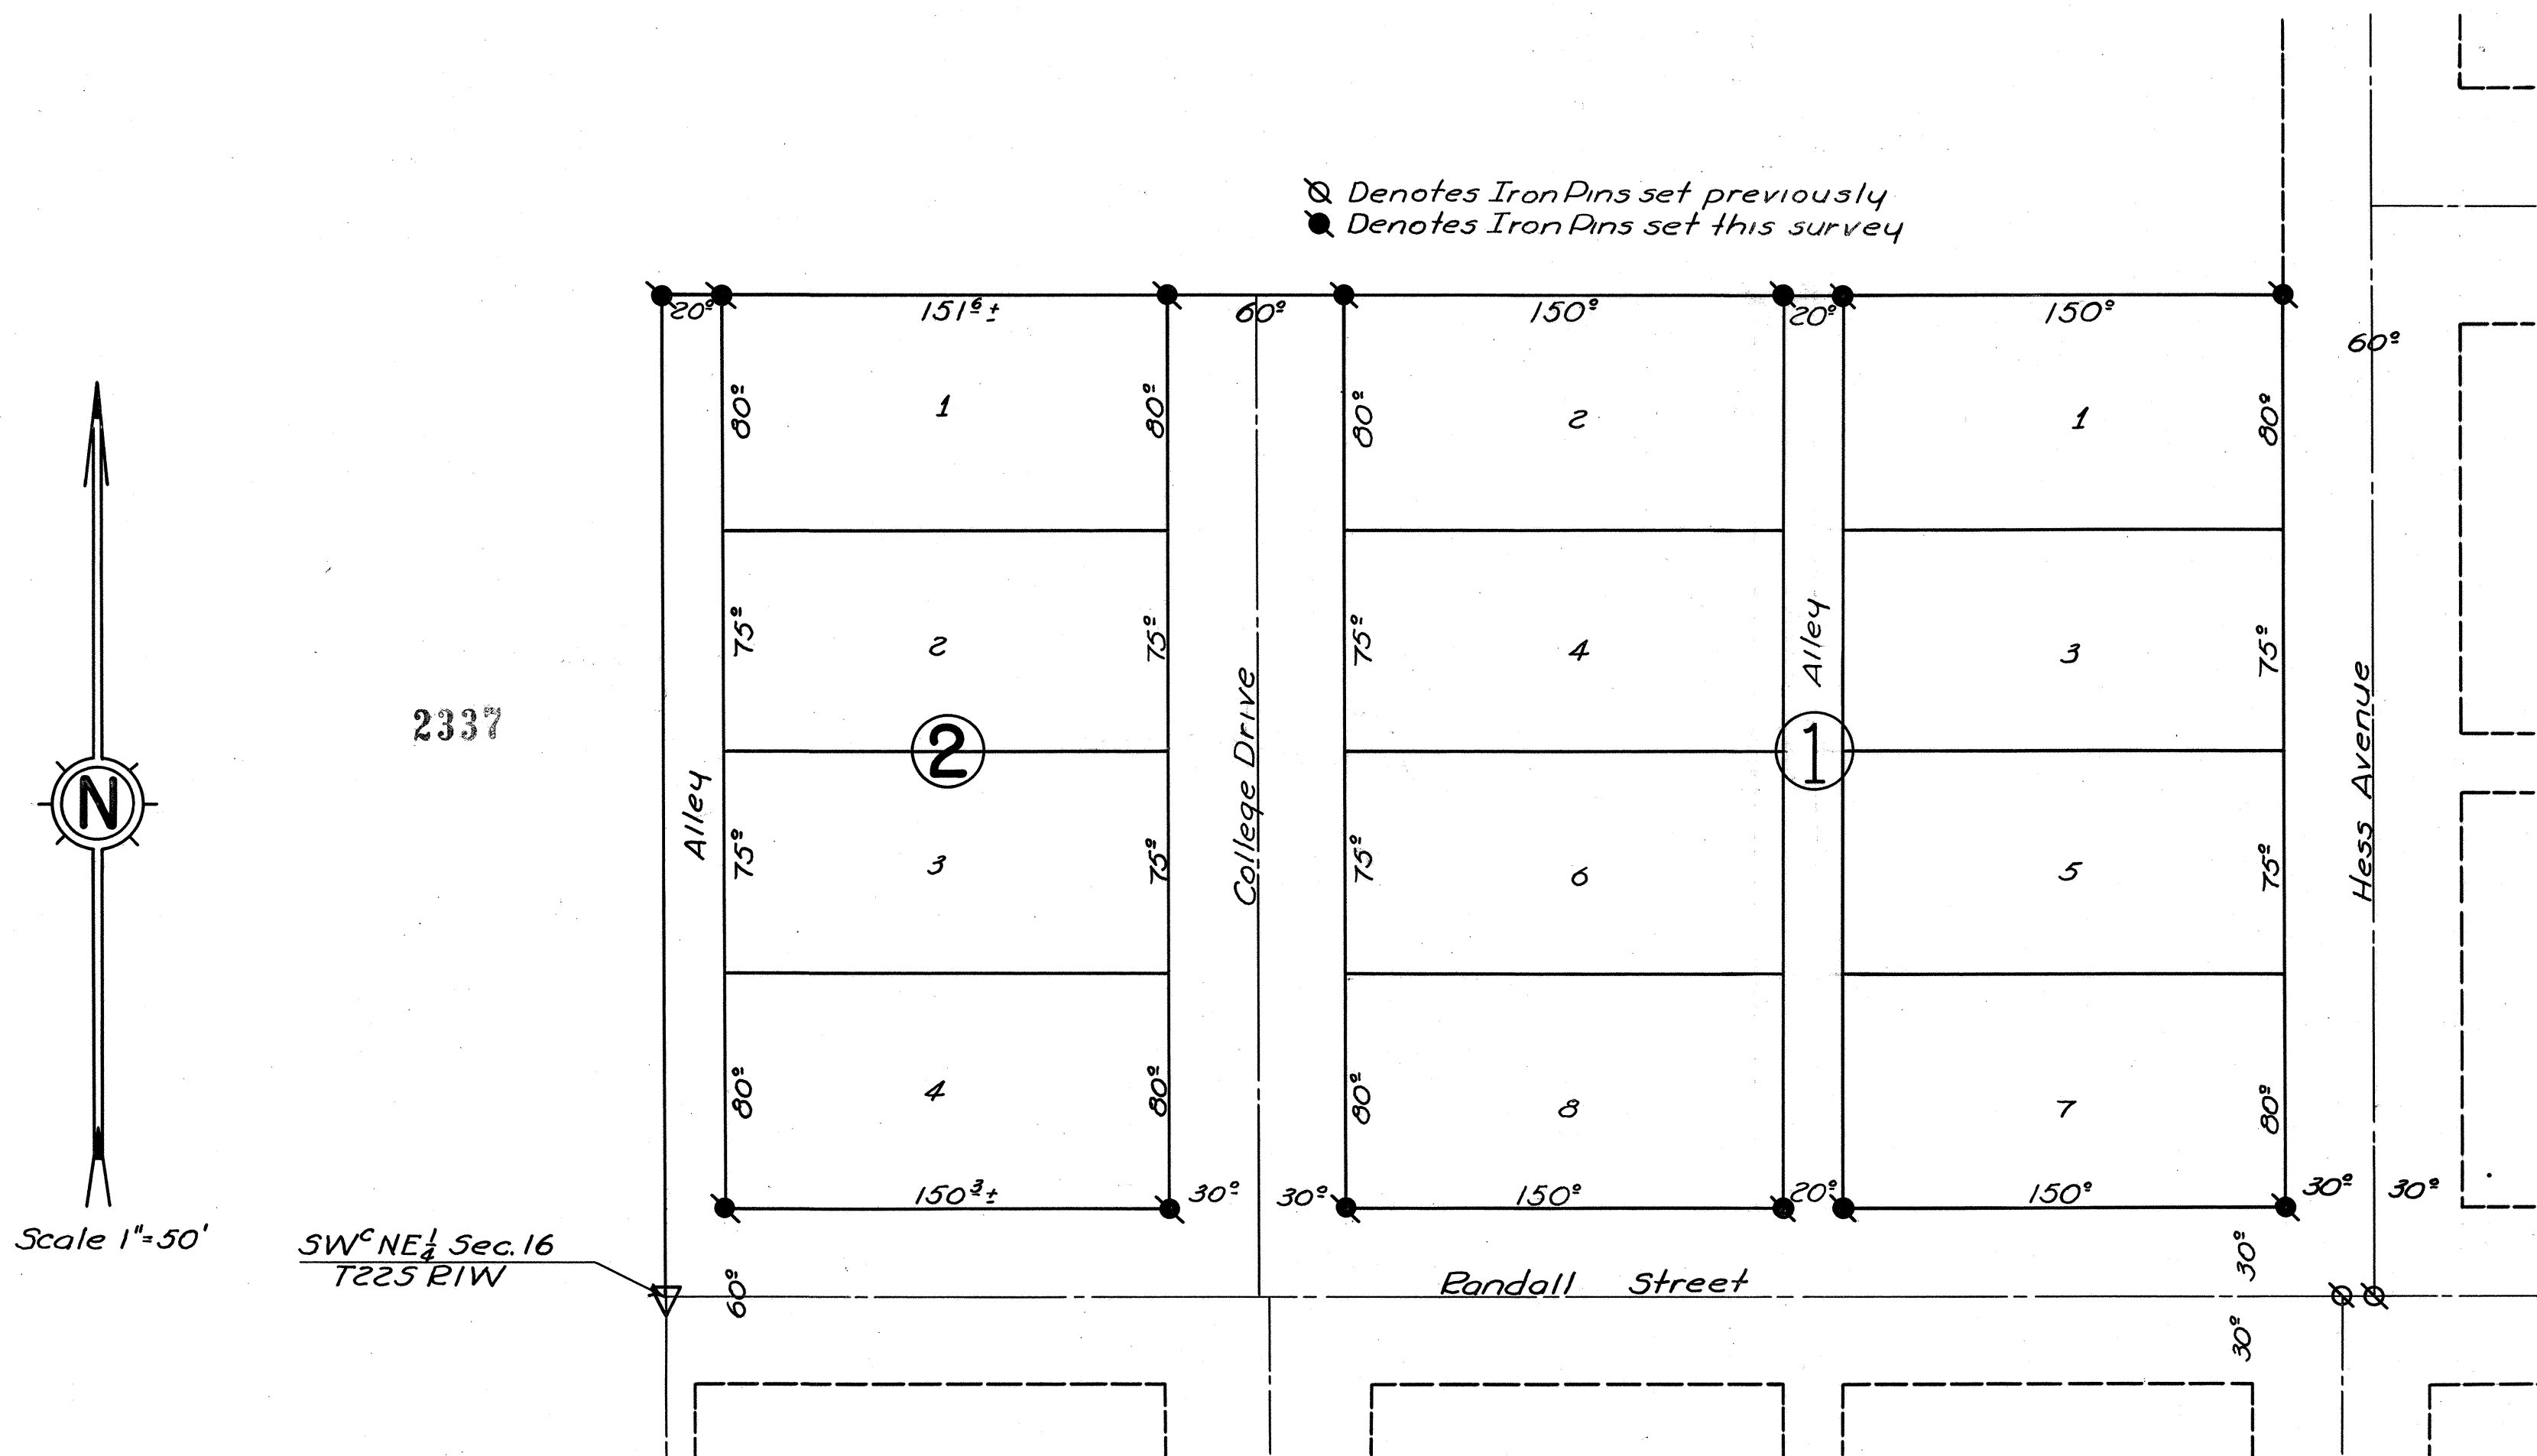 Ø Denotes Iron Pins set previously
Denotes Iron Pins set this survey
20º 151⁶± 60º 150º 20º 150º
60º
80º 1 80º 80º 2 1 80º
75º 2 75º 75º 4 Alley 3 75º
2337
2 College Drive 1 Hess Avenue
N
Alley
75º 3 75º 75º 6 5 75º
80º 4 80º 80º 8 7 80º
150³± 30º 30º 150º 20º 150º 30º 30º
Scale 1"=50'
SWᶜ NE¼ Sec. 16
T22S R1W
60º Randall Street 30º
30º